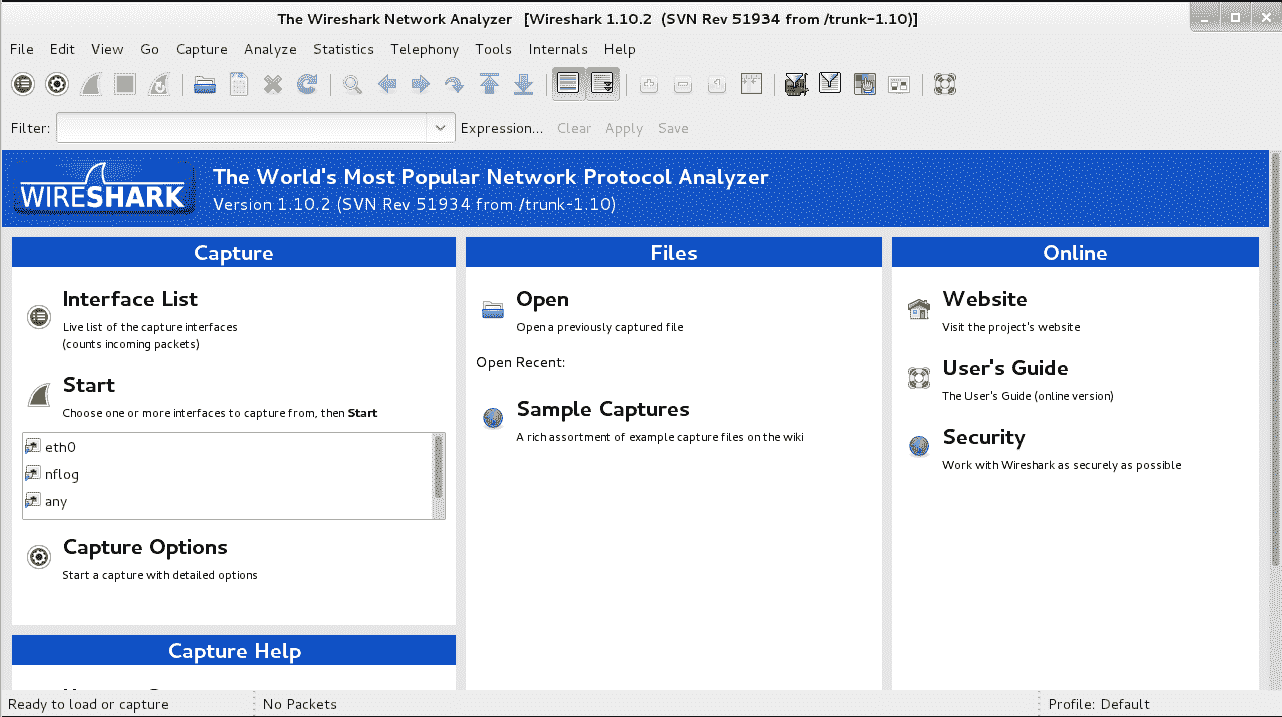 The Wireshark Network Analyzer [Wireshark 1.10.2 (SVN Rev 51934 from /trunk-1.10)]
File Edit View Go Capture Analyze Statistics Telephony Tools Internals Help
Filter: Expression... Clear Apply Save
WIRESHARK
The World's Most Popular Network Protocol Analyzer
Version 1.10.2 (SVN Rev 51934 from /trunk-1.10)
Capture
Interface List
Live list of the capture interfaces
(counts incoming packets)
Start
Choose one or more interfaces to capture from, then Start
eth0
nflog
any
Capture Options
Start a capture with detailed options
Capture Help
Files
Open
Open a previously captured file
Open Recent:
Sample Captures
A rich assortment of example capture files on the wiki
Online
Website
Visit the project's website
User's Guide
The User's Guide (online version)
Security
Work with Wireshark as securely as possible
Ready to load or capture
No Packets
Profile: Default